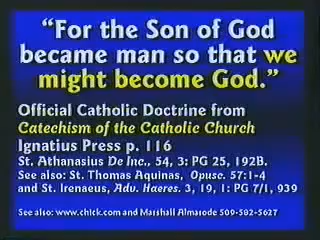 "For the Son of God
became man so that we
might become God."
Official Catholic Doctrine from
Catechism of the Catholic Church
Ignatius Press p. 116
St. Athanasius De Inc., 54, 3: PG 25, 192B.
See also: St. Thomas Aquinas, Opusc. 57:1-4
and St. Irenaeus, Adv. Haeres. 3, 19, 1: PG 7/1, 939
See also: www.chick.com and Marshall Almarode 509-582-5627